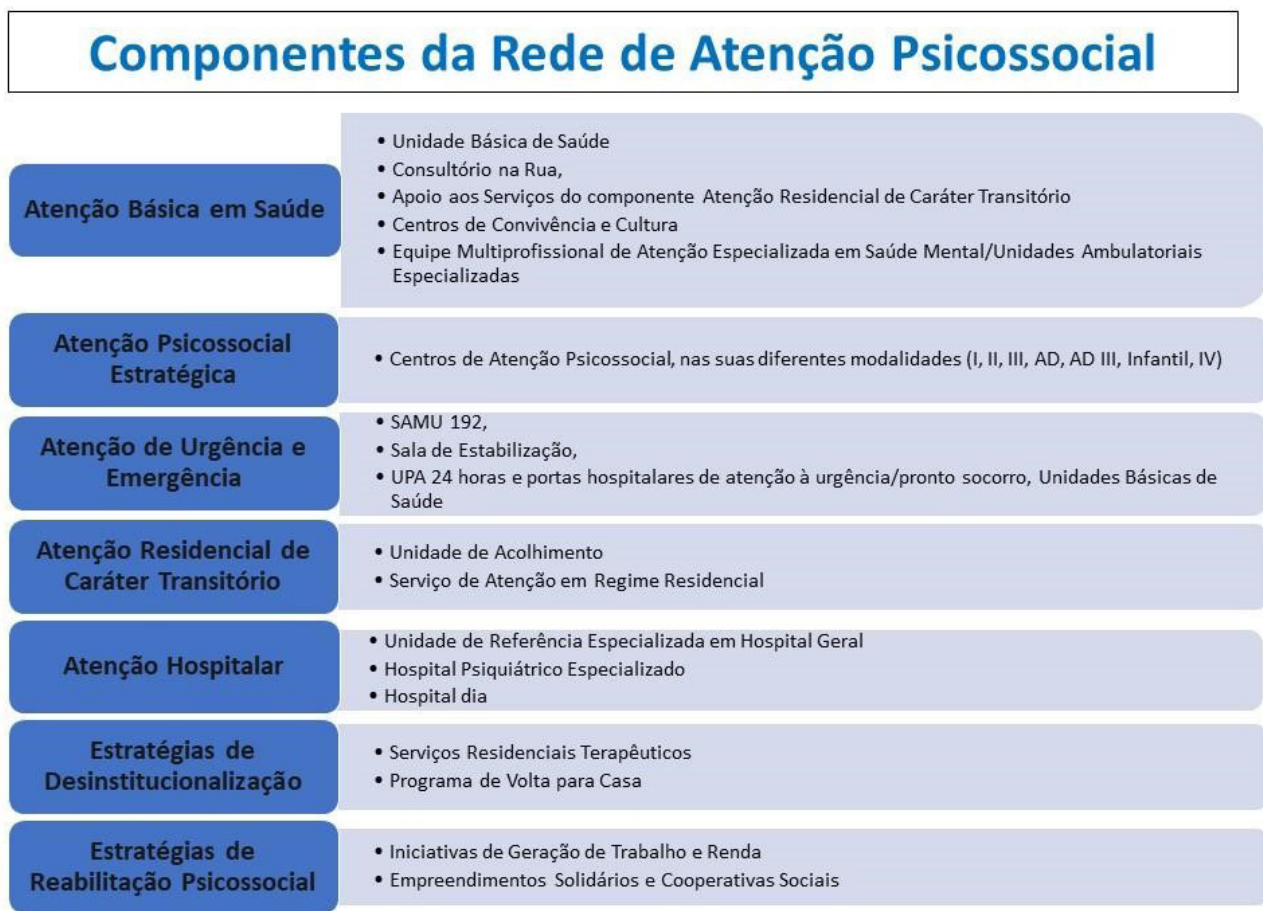 Componentes da Rede de Atenção Psicossocial
Atenção Básica em Saúde
• Unidade Básica de Saúde
• Consultório na Rua,
• Apoio aos Serviços do componente Atenção Residencial de Caráter Transitório
• Centros de Convivência e Cultura
• Equipe Multiprofissional de Atenção Especializada em Saúde Mental/Unidades Ambulatoriais
Especializadas
Atenção Psicossocial
Estratégica
• Centros de Atenção Psicossocial, nas suas diferentes modalidades (I, II, III, AD, AD III, Infantil, IV)
Atenção de Urgência e
Emergência
• SAMU 192,
• Sala de Estabilização,
• UPA 24 horas e portas hospitalares de atenção à urgência/pronto socorro, Unidades Básicas de
Saúde
Atenção Residencial de
Caráter Transitório
• Unidade de Acolhimento
• Serviço de Atenção em Regime Residencial
Atenção Hospitalar
• Unidade de Referência Especializada em Hospital Geral
• Hospital Psiquiátrico Especializado
• Hospital dia
Estratégias de
Desinstitucionalização
• Serviços Residenciais Terapêuticos
• Programa de Volta para Casa
Estratégias de
Reabilitação Psicossocial
• Iniciativas de Geração de Trabalho e Renda
• Empreendimentos Solidários e Cooperativas Sociais